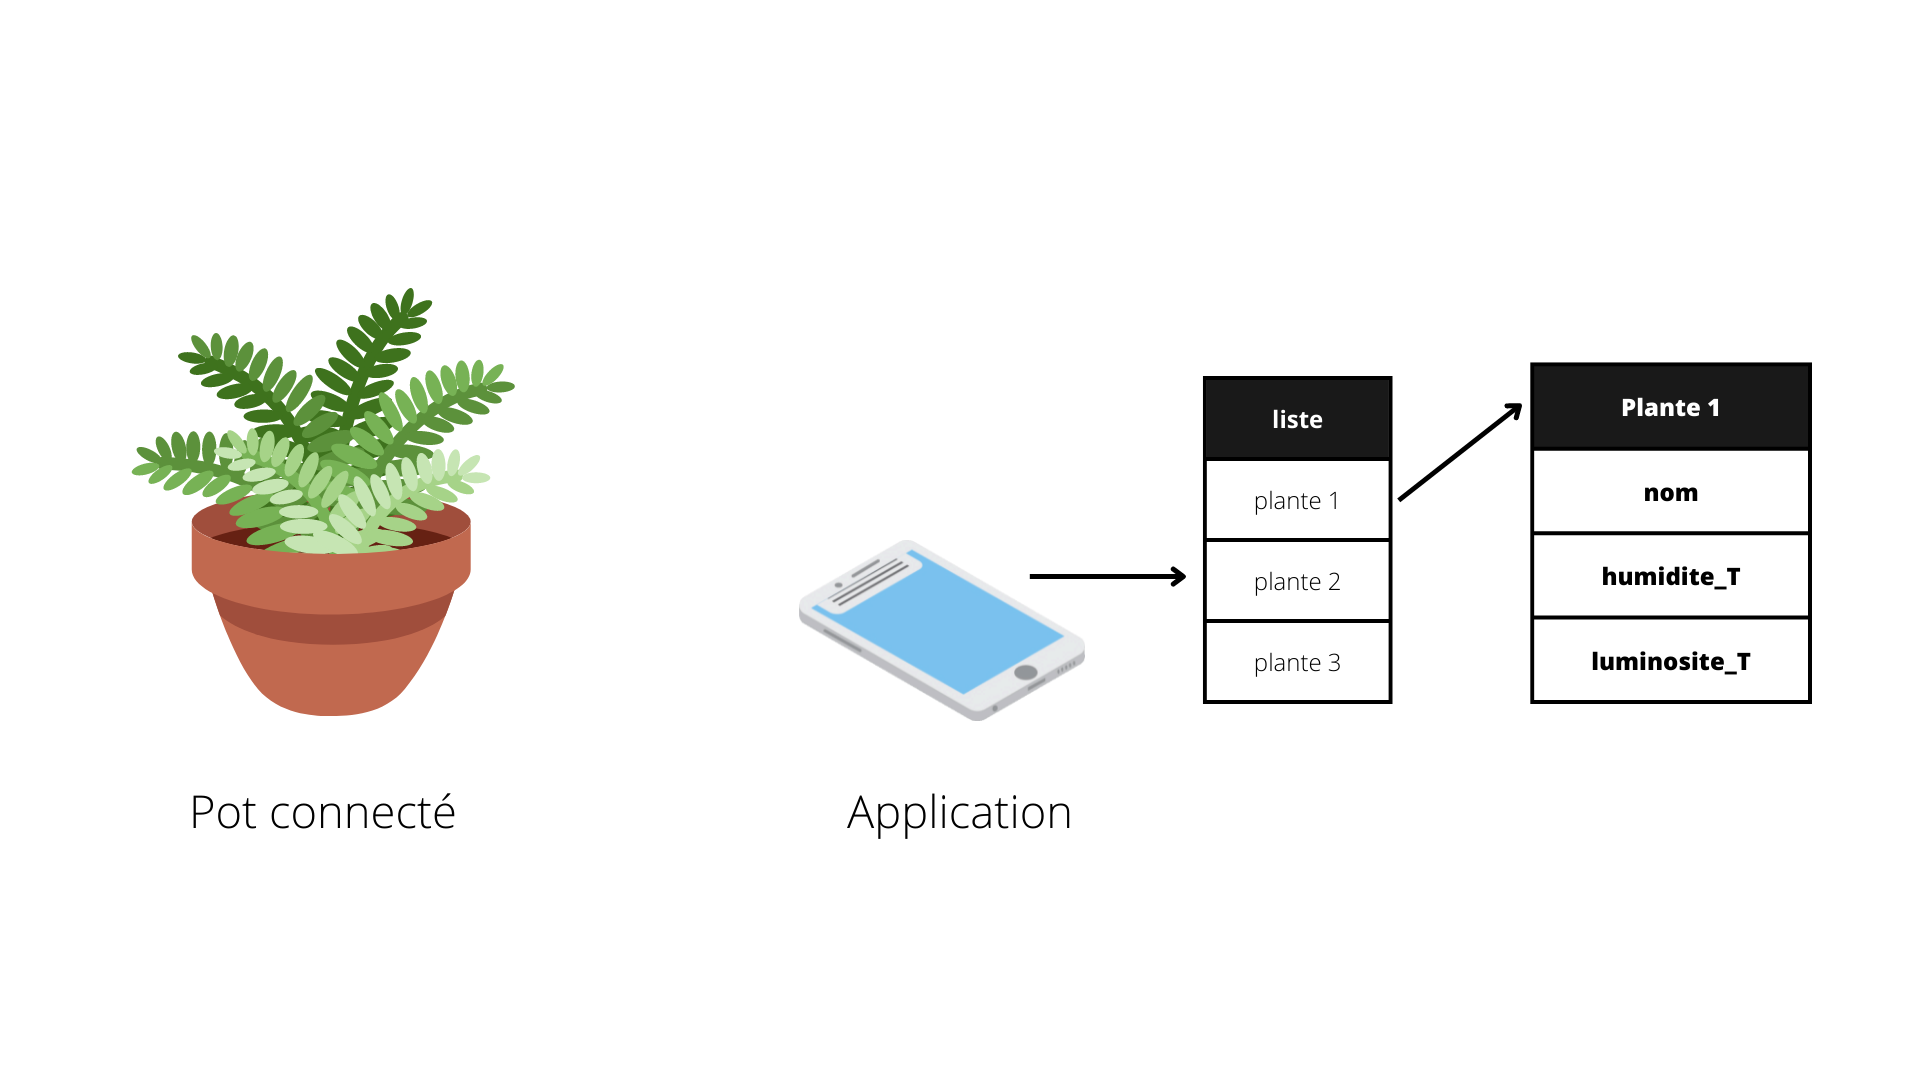 Pot connecté
Application
liste
plante 1
plante 2
plante 3
Plante 1
nom
humidite_T
luminosite_T